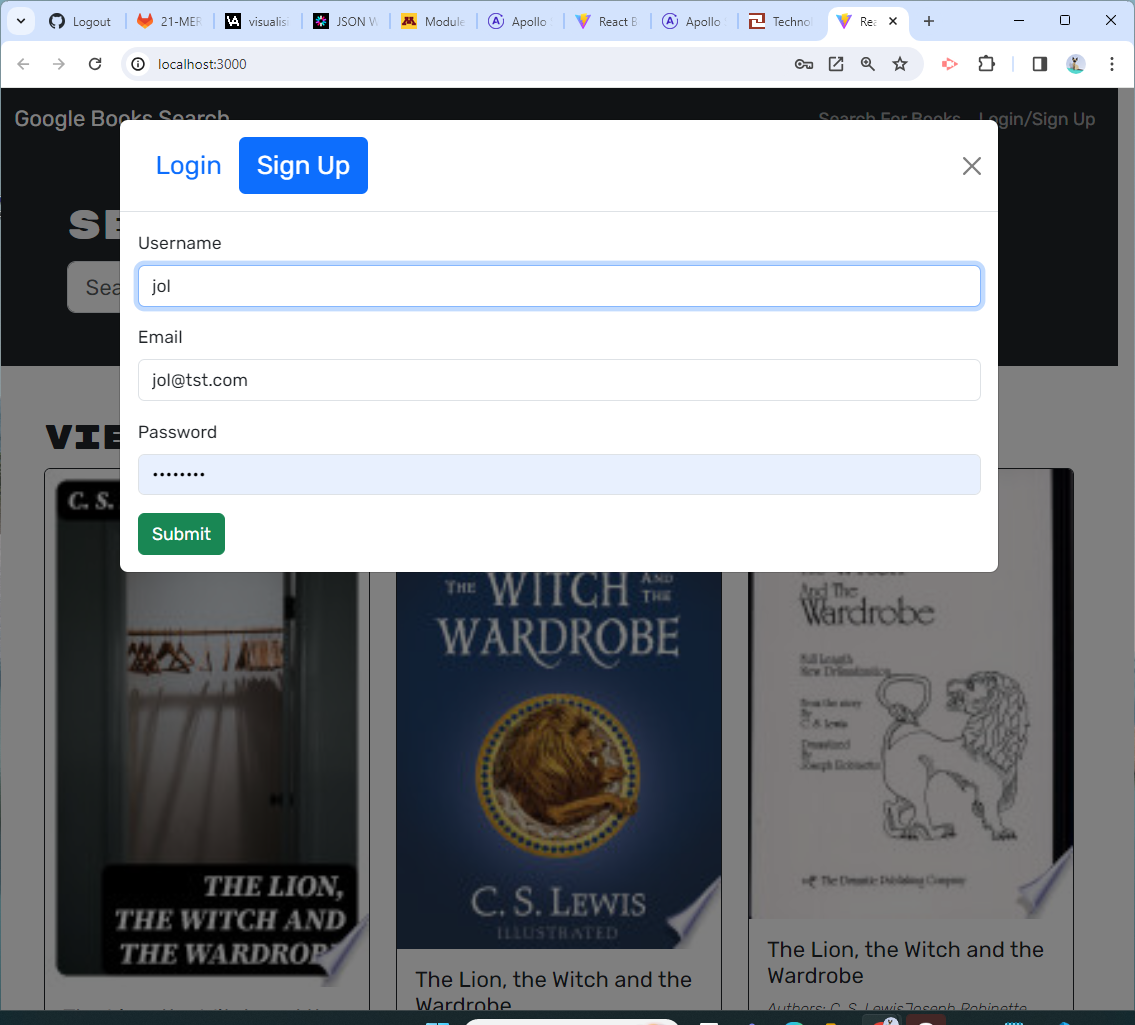 Logout
21-MER
visualisi
JSON W
Module
Apollo
React B
Apollo
Techno
Rea
localhost:3000
Google Books Search
Search For Books
Login/Sign Up
Login
Sign Up
SE
Username
Sea
jol
Email
jol@tst.com
VIE
Password
••••••••
C. S.
Submit
THE WITCH AND THE
WARDROBE
And The
Wardrobe
Full Length
New Dramatization
From the story
By
C. S. Lewis
Dramatized
by
Joseph Robinette
THE LION,
THE WITCH AND
THE WARDROBE
C. S. LEWIS
ILLUSTRATED
The Dramatic Publishing Company
The Lion, the Witch and the
Wardrobe
The Lion, the Witch and the
Wardrobe
Authors: C. S. LewisJoseph Robinette